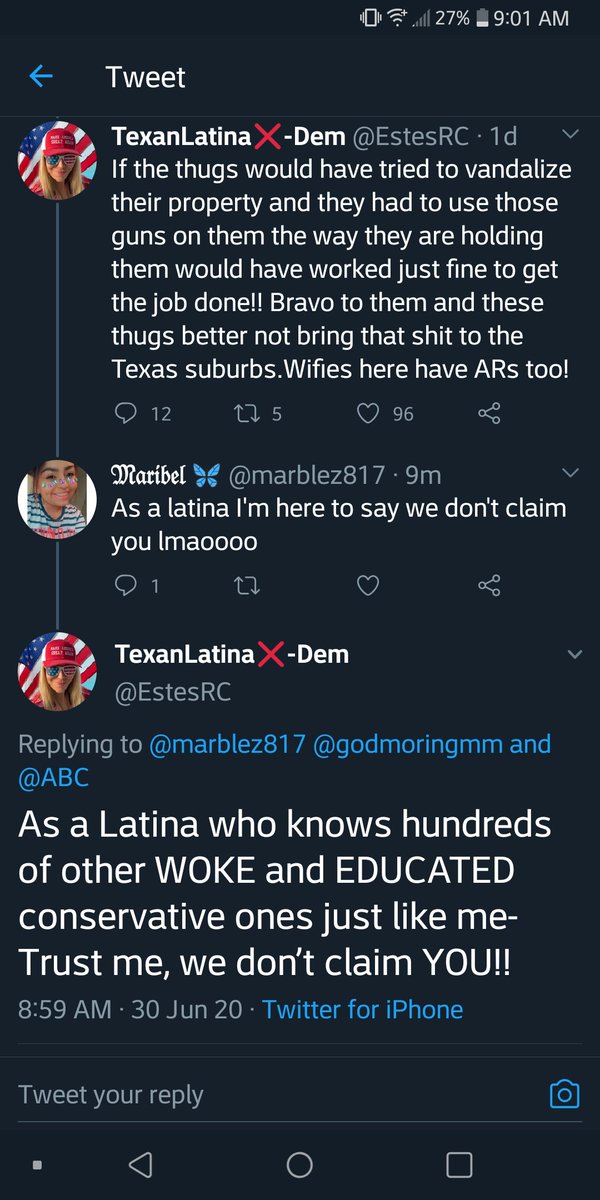 27% 9:01 AM
Tweet
TexanLatina❌-Dem @EstesRC · 1d
If the thugs would have tried to vandalize
their property and they had to use those
guns on them the way they are holding
them would have worked just fine to get
the job done!! Bravo to them and these
thugs better not bring that shit to the
Texas suburbs.Wifies here have ARs too!
12 5 96
𝕸𝖆𝖗𝖎𝖇𝖊𝖑 🦋 @marblez817 · 9m
As a latina I'm here to say we don't claim
you lmaoooo
1
TexanLatina❌-Dem
@EstesRC
Replying to @marblez817 @godmoringmm and
@ABC
As a Latina who knows hundreds
of other WOKE and EDUCATED
conservative ones just like me-
Trust me, we don’t claim YOU!!
8:59 AM · 30 Jun 20 · Twitter for iPhone
Tweet your reply